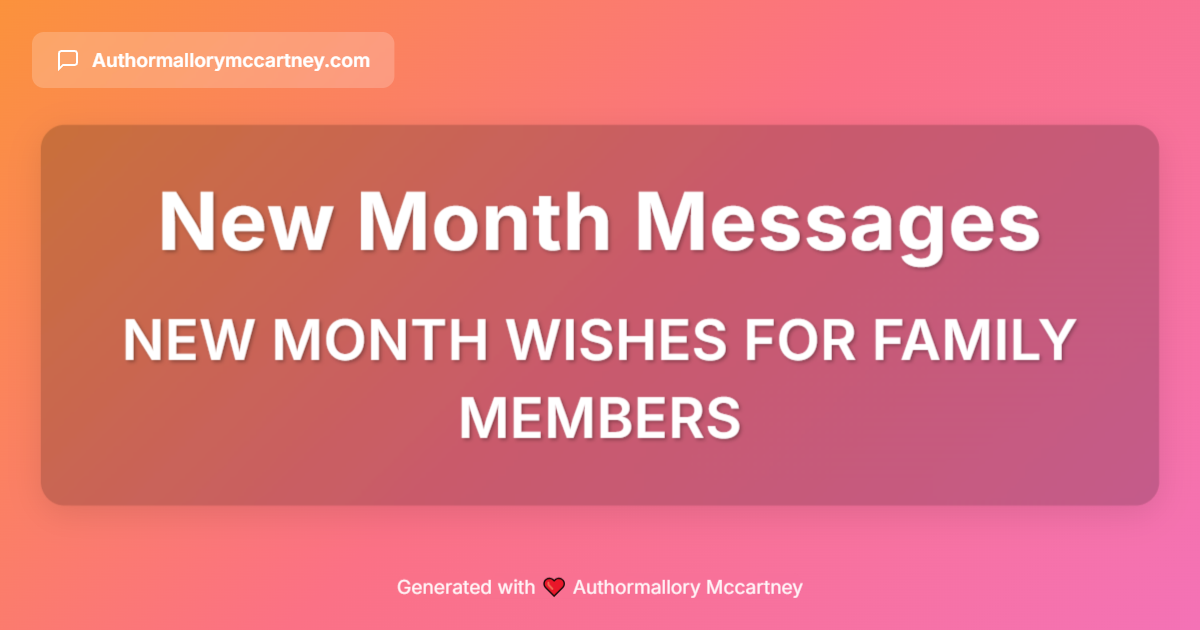 Authormallorymccartney.com
New Month Messages
NEW MONTH WISHES FOR FAMILY
MEMBERS
Generated with ❤️ Authormallory Mccartney